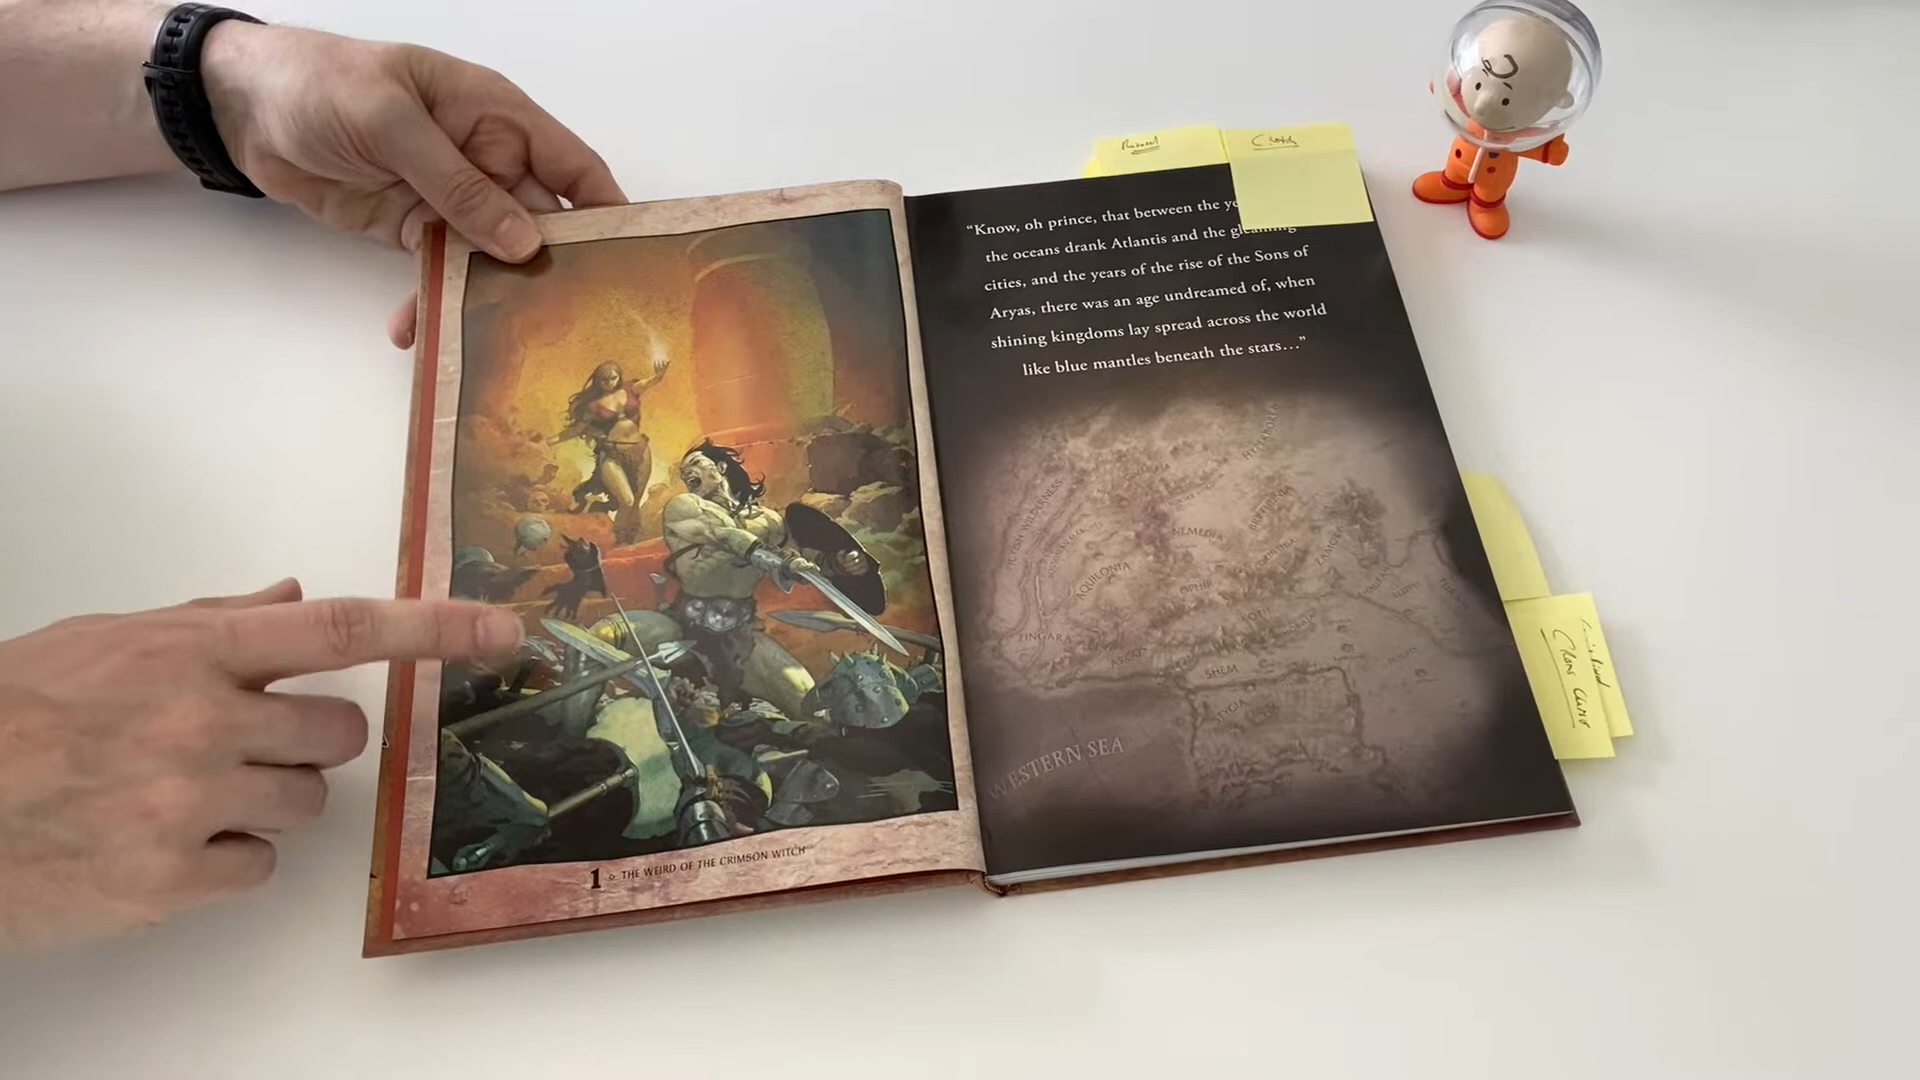 “Know, oh prince, that between the
the oceans drank Atlantis and the gleaming
cities, and the years of the rise of the Sons of
Aryas, there was an age undreamed of, when
shining kingdoms lay spread across the world
like blue mantles beneath the stars...”
HYPERBOREA
PICTISH WILDERNESS
NEMEDIA
BRYTHUNIA
AQUILONIA
OPHIR
ZAMORA
KOTH
ZINGARA
ARGOS
SHEM
STYGIA
WESTERN SEA
1 THE WEIRD OF THE CRIMSON WITCH